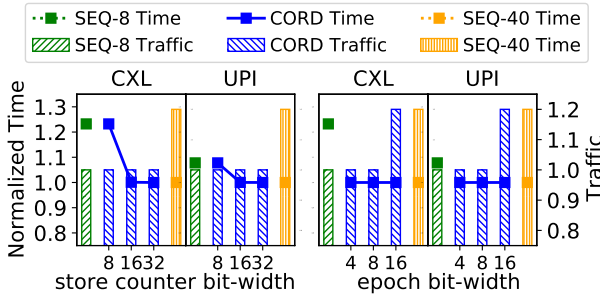 SEQ-8 Time CORD Time SEQ-40 Time
SEQ-8 Traffic CORD Traffic SEQ-40 Traffic
CXL UPI CXL UPI
Normalized Time
1.3
1.2
1.1
1.0
0.9
0.8
1.2
1.1
1.0
0.9
0.8
Traffic
8 1632 8 1632 4 8 16 4 8 16
store counter bit-width epoch bit-width